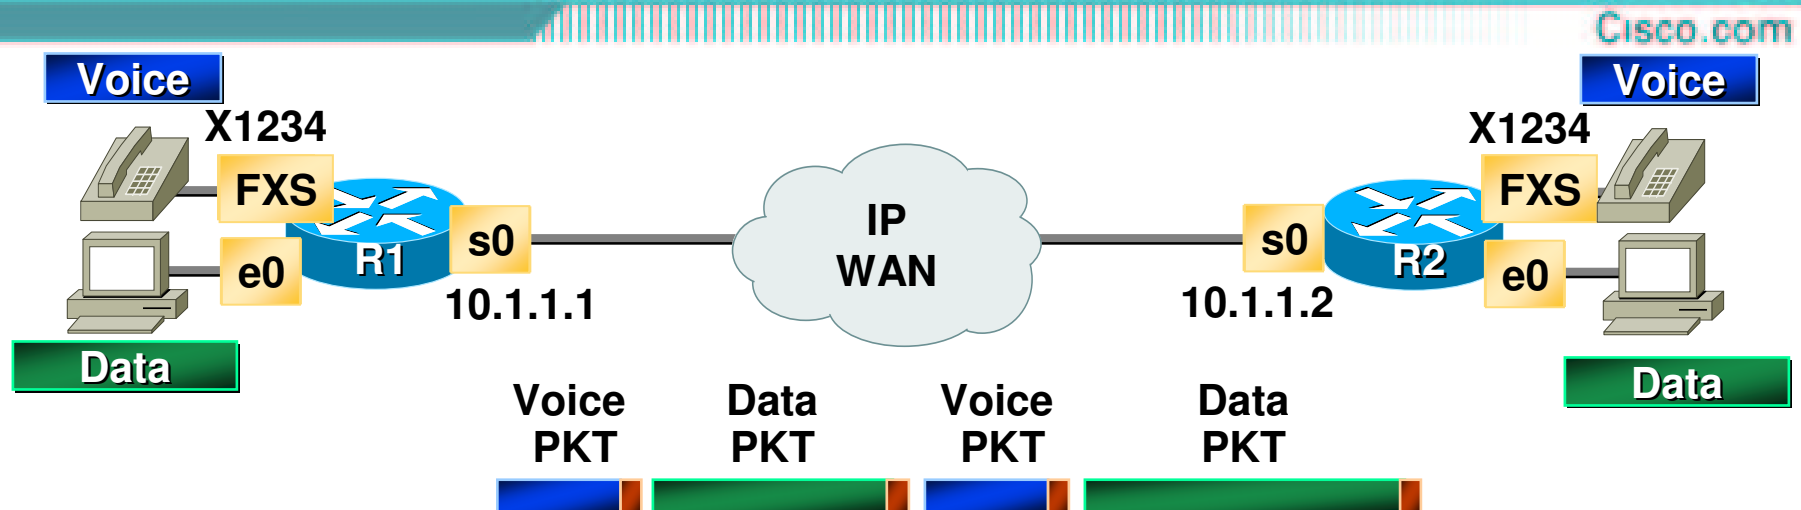 Cisco.com
Voice
Voice
X1234
X1234
FXS
FXS
IP
WAN
s0
s0
R1
R2
e0
e0
10.1.1.1
10.1.1.2
Data
Data
Voice
PKT
Data
PKT
Voice
PKT
Data
PKT